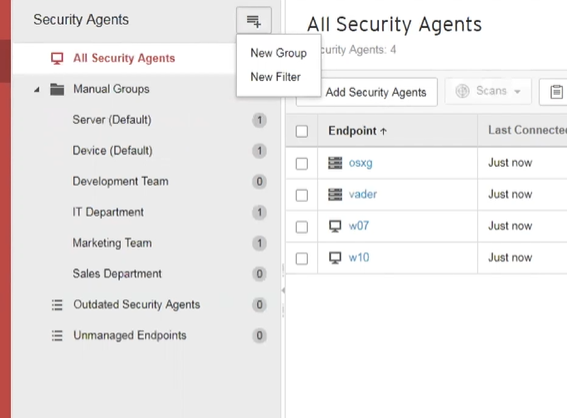 Security Agents
New Group
New Filter
All Security Agents
Manual Groups
Server (Default) 1
Device (Default) 1
Development Team 0
IT Department 1
Marketing Team 1
Sales Department 0
Outdated Security Agents 0
Unmanaged Endpoints 0
All Security Agents
curity Agents: 4
Add Security Agents Scans
Endpoint ↑ Last Connecte
osxg Just now
vader Just now
w07 Just now
w10 Just now